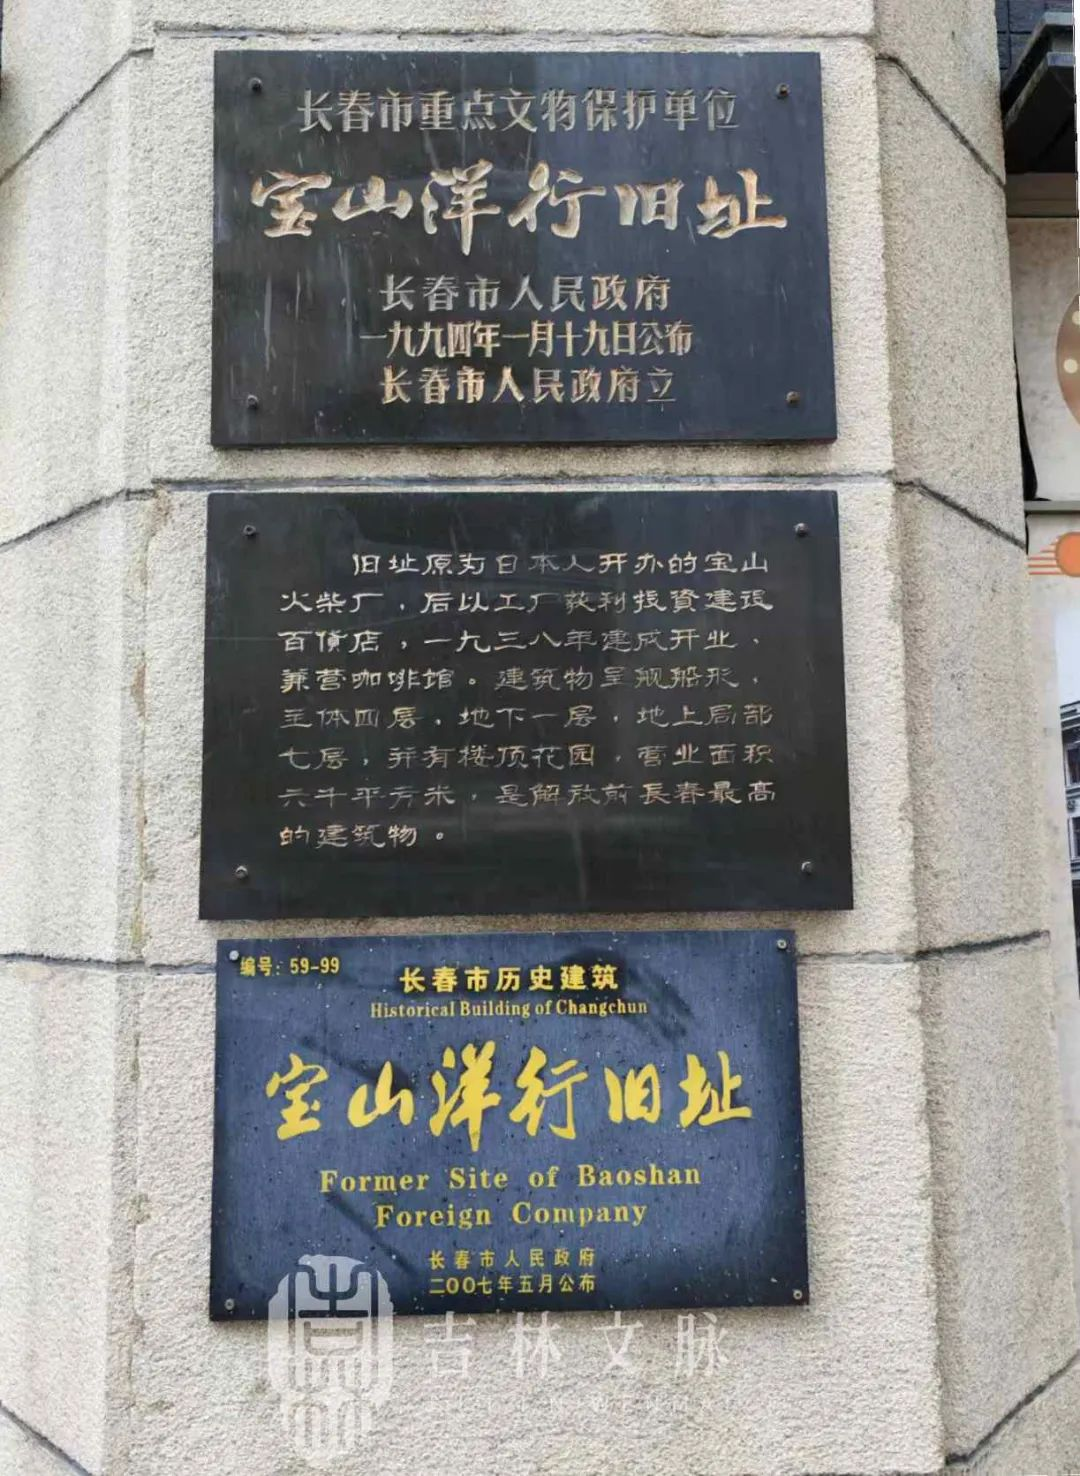 长春市重点文物保护单位
宝山洋行旧址
长春市人民政府
一九九四年一月十九日公布
长春市人民政府立
旧址原为日本人开办的宝山
火柴厂，后以工厂获利投資建设
百貨店，一九三八年建成开业、
兼营咖啡馆。建筑物呈舰船形，
主体四层，地下一层，地上局部
七层，并有楼顶花园，营业面积
六千平方米，是解放前长春最高
的建筑物。
编号：59-99
长春市历史建筑
Historical Building of Changchun
宝山洋行旧址
Former Site of Baoshan
Foreign Company
长春市人民政府
二〇〇七年五月公布
吉林文脉